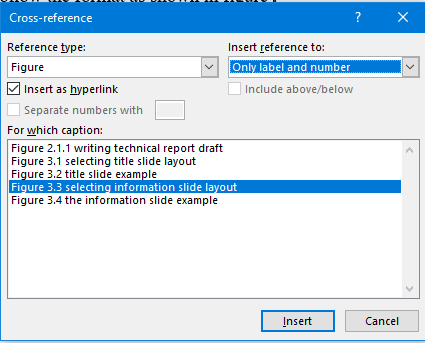 Cross-reference
Reference type:
Insert reference to:
Figure
Only label and number
Insert as hyperlink
Include above/below
Separate numbers with
For which caption:
Figure 2.1.1 writing technical report draft
Figure 3.1 selecting title slide layout
Figure 3.2 title slide example
Figure 3.3 selecting information slide layout
Figure 3.4 the information slide example
Insert
Cancel